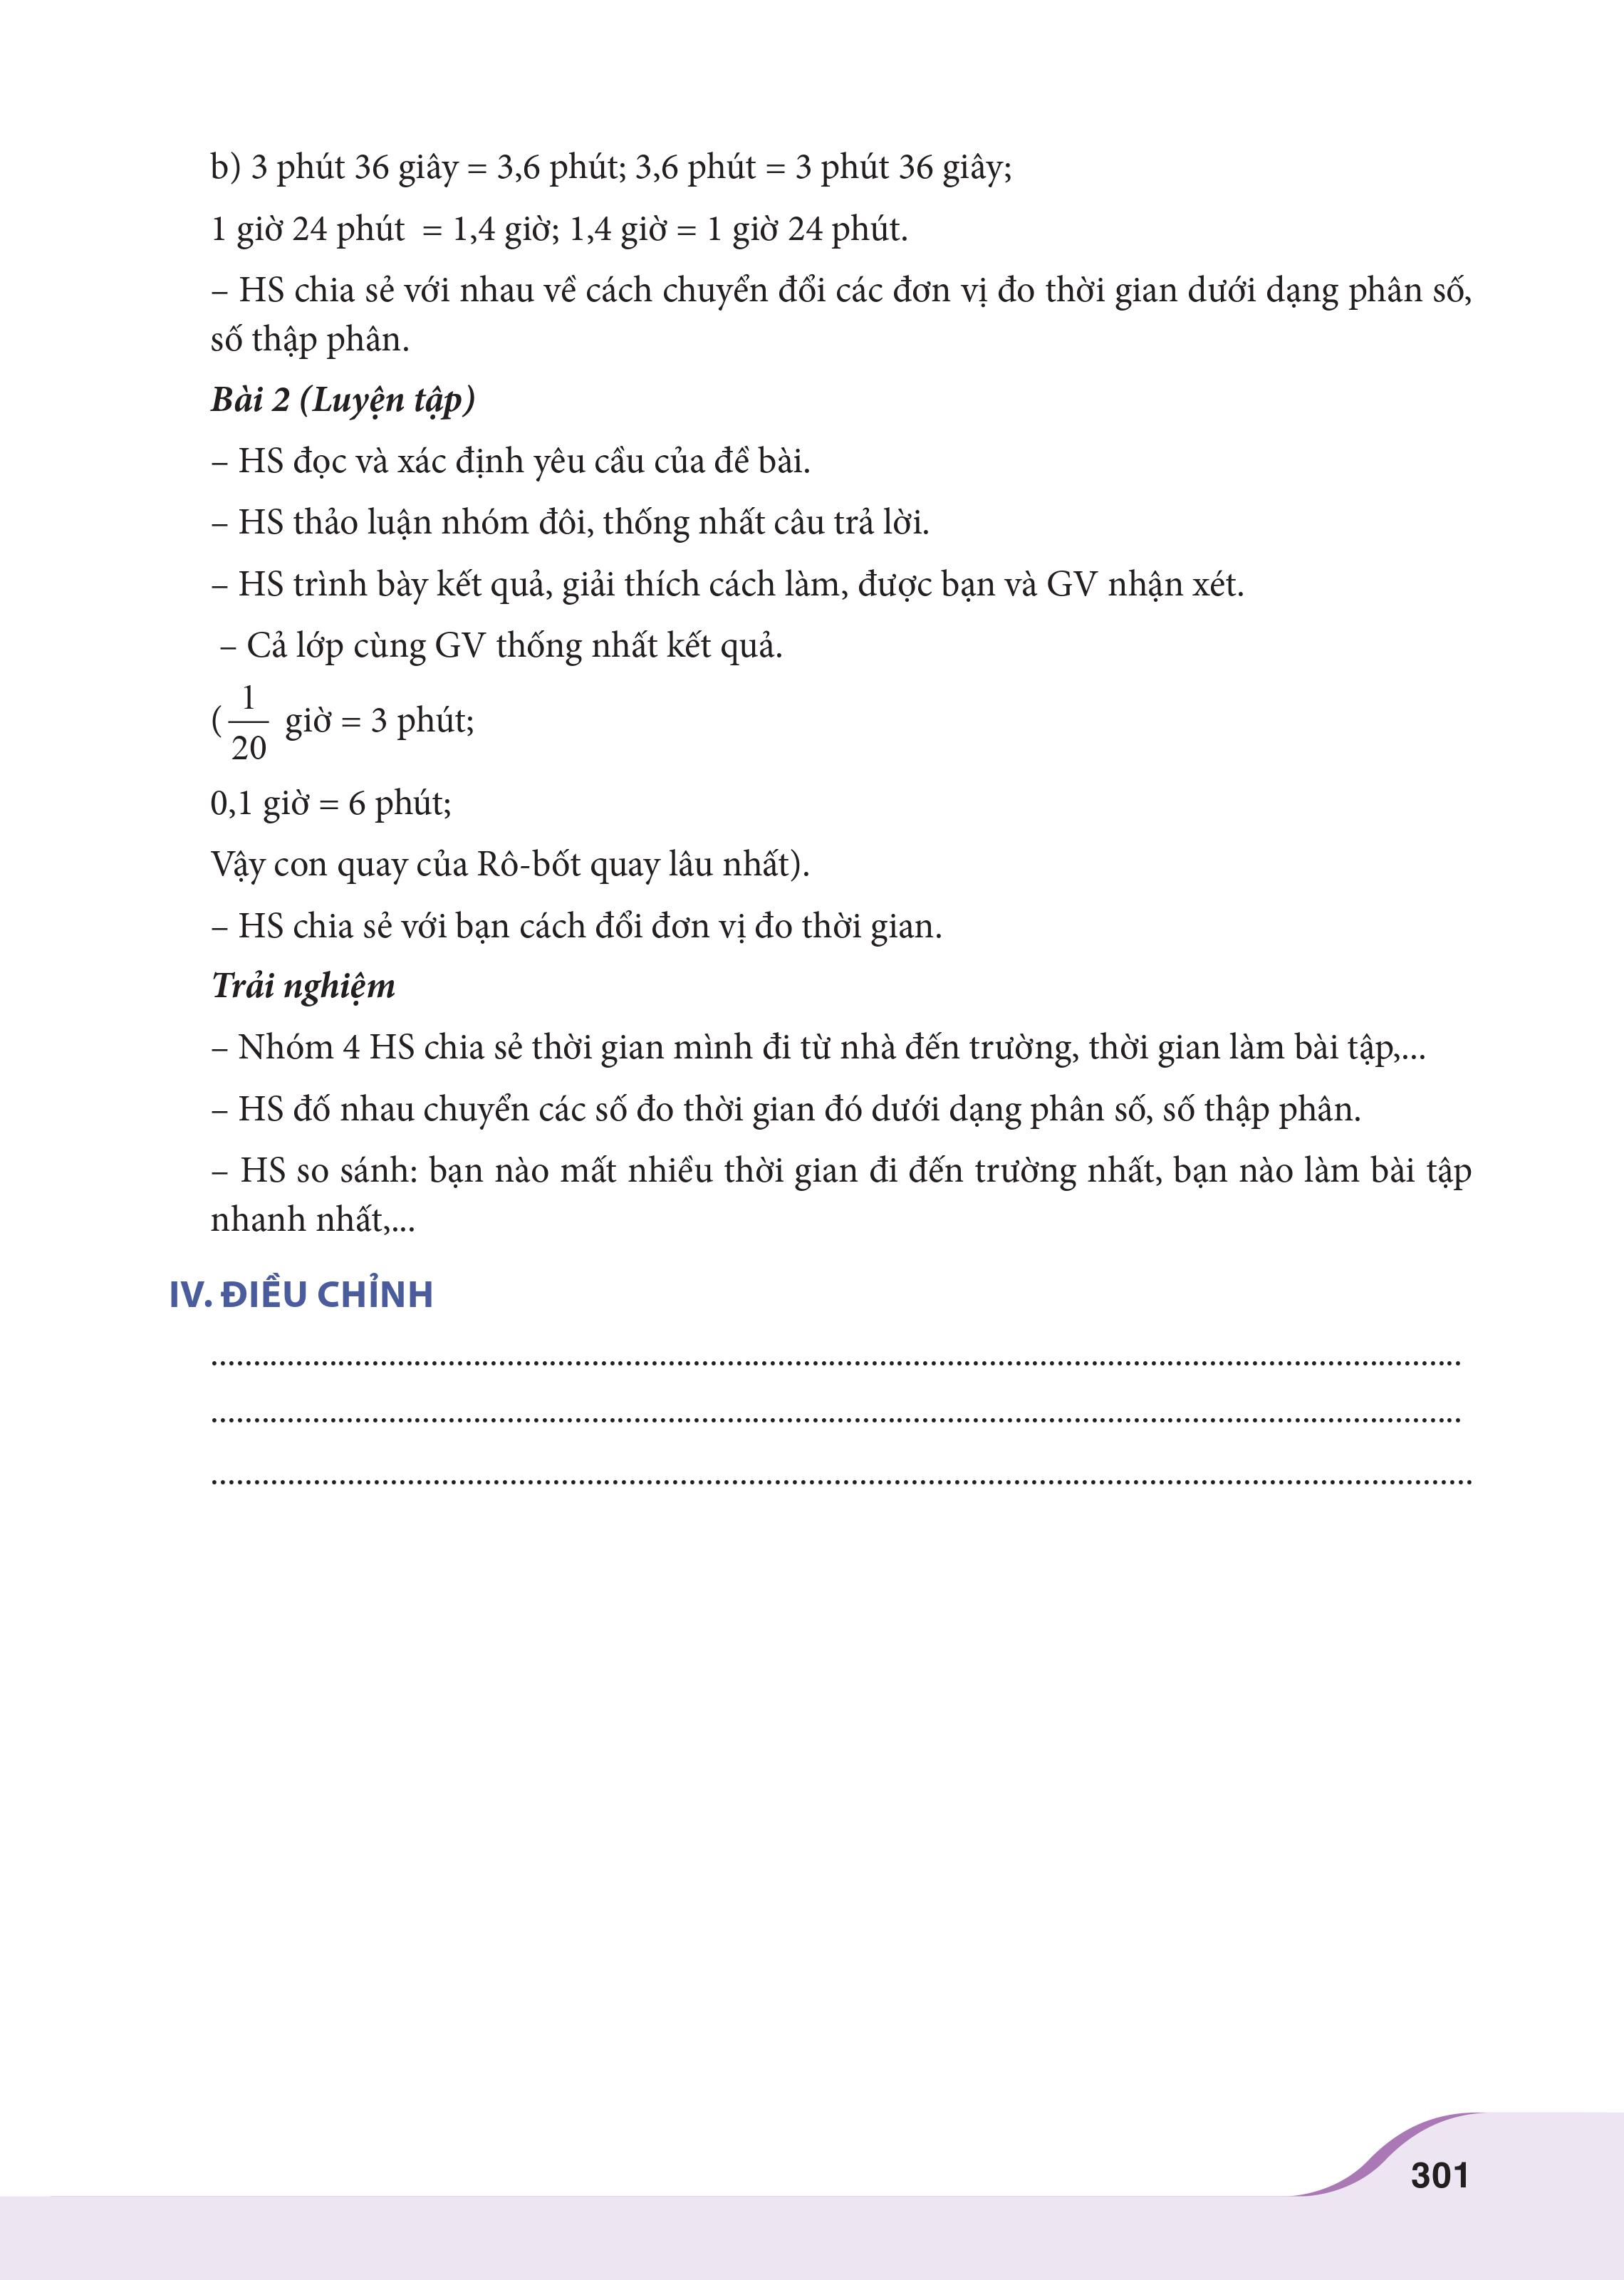 b) 3 phút 36 giây = 3,6 phút; 3,6 phút = 3 phút 36 giây;
1 giờ 24 phút  = 1,4 giờ; 1,4 giờ = 1 giờ 24 phút.
– HS chia sẻ với nhau về cách chuyển đổi các đơn vị đo thời gian dưới dạng phân số,
số thập phân.
Bài 2 (Luyện tập)
– HS đọc và xác định yêu cầu của đề bài.
– HS thảo luận nhóm đôi, thống nhất câu trả lời.
– HS trình bày kết quả, giải thích cách làm, được bạn và GV nhận xét.
– Cả lớp cùng GV thống nhất kết quả.
(1/20 giờ = 3 phút;
0,1 giờ = 6 phút;
Vậy con quay của Rô-bốt quay lâu nhất).
– HS chia sẻ với bạn cách đổi đơn vị đo thời gian.
Trải nghiệm
– Nhóm 4 HS chia sẻ thời gian mình đi từ nhà đến trường, thời gian làm bài tập,...
– HS đố nhau chuyển các số đo thời gian đó dưới dạng phân số, số thập phân.
– HS so sánh: bạn nào mất nhiều thời gian đi đến trường nhất, bạn nào làm bài tập
nhanh nhất,...
IV. ĐIỀU CHỈNH
301